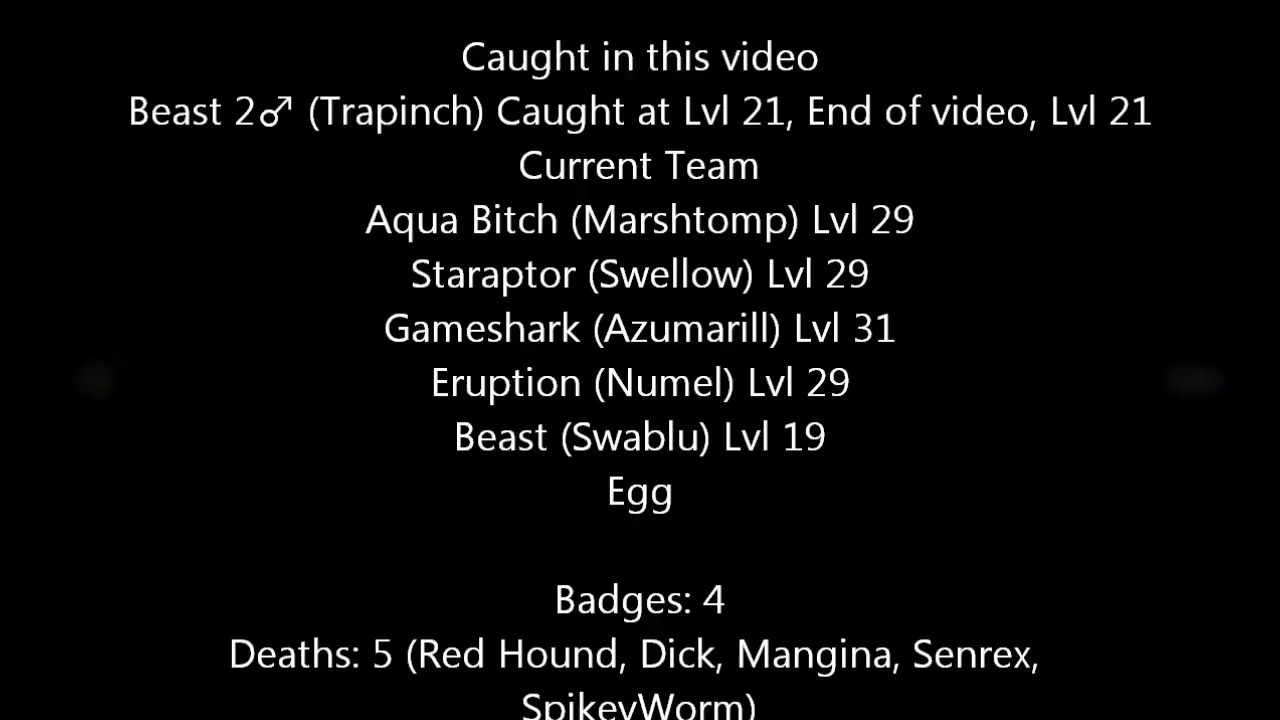 Caught in this video
Beast 2♂ (Trapinch) Caught at Lvl 21, End of video, Lvl 21
Current Team
Aqua Bitch (Marshtomp) Lvl 29
Staraptor (Swellow) Lvl 29
Gameshark (Azumarill) Lvl 31
Eruption (Numel) Lvl 29
Beast (Swablu) Lvl 19
Egg
Badges: 4
Deaths: 5 (Red Hound, Dick, Mangina, Senrex,
SpikeyWorm)